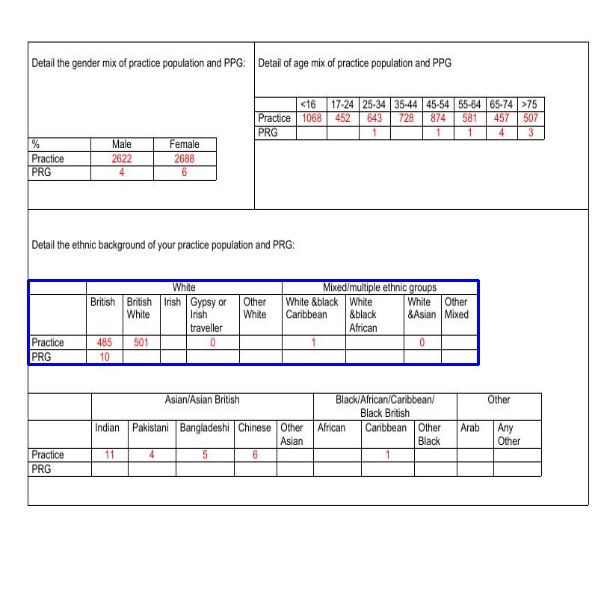 Detail the gender mix of practice population and PPG:
Detail of age mix of practice population and PPG
<16 17-24 25-34 35-44 45-54 55-64 65-74 >75
Practice 1068 452 643 728 874 581 457 507
PRG 1 1 1 4 3
% Male Female
Practice 2622 2688
PRG 4 6
Detail the ethnic background of your practice population and PRG:
White Mixed/multiple ethnic groups
British British Irish Gypsy or Other White &black White White Other
White Irish White Caribbean &black &Asian Mixed
traveller African
Practice 485 501 0 1 0
PRG 10
Asian/Asian British Black/African/Caribbean/ Other
Black British
Indian Pakistani Bangladeshi Chinese Other African Caribbean Other Arab Any
Asian Black Other
Practice 11 4 5 6 1
PRG